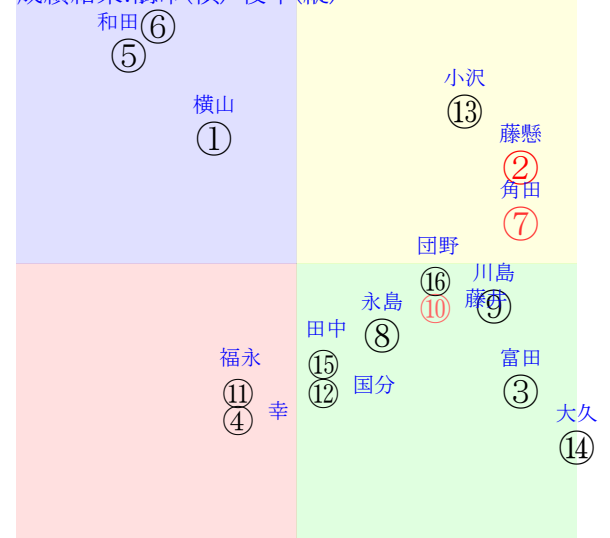 和田
⑥
⑤
小沢
横山
⑬
①
藤懸
②
角田
⑦
団野
川島
⑯
藤井
⑨
⑩
永島
田中
⑧
福永
富田
⑮
国分
③
⑪
⑫
幸
④
大久
⑭